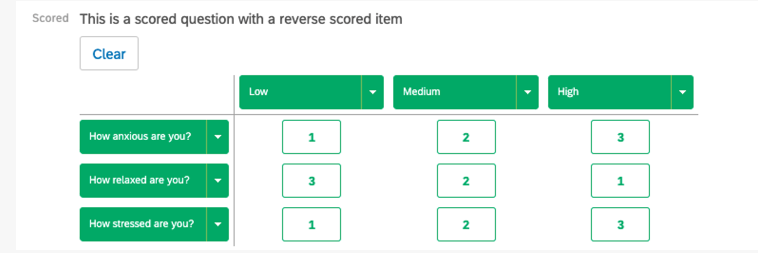 Scored This is a scored question with a reverse scored item
Clear
Low Medium High
How anxious are you? 1 2 3
How relaxed are you? 3 2 1
How stressed are you? 1 2 3